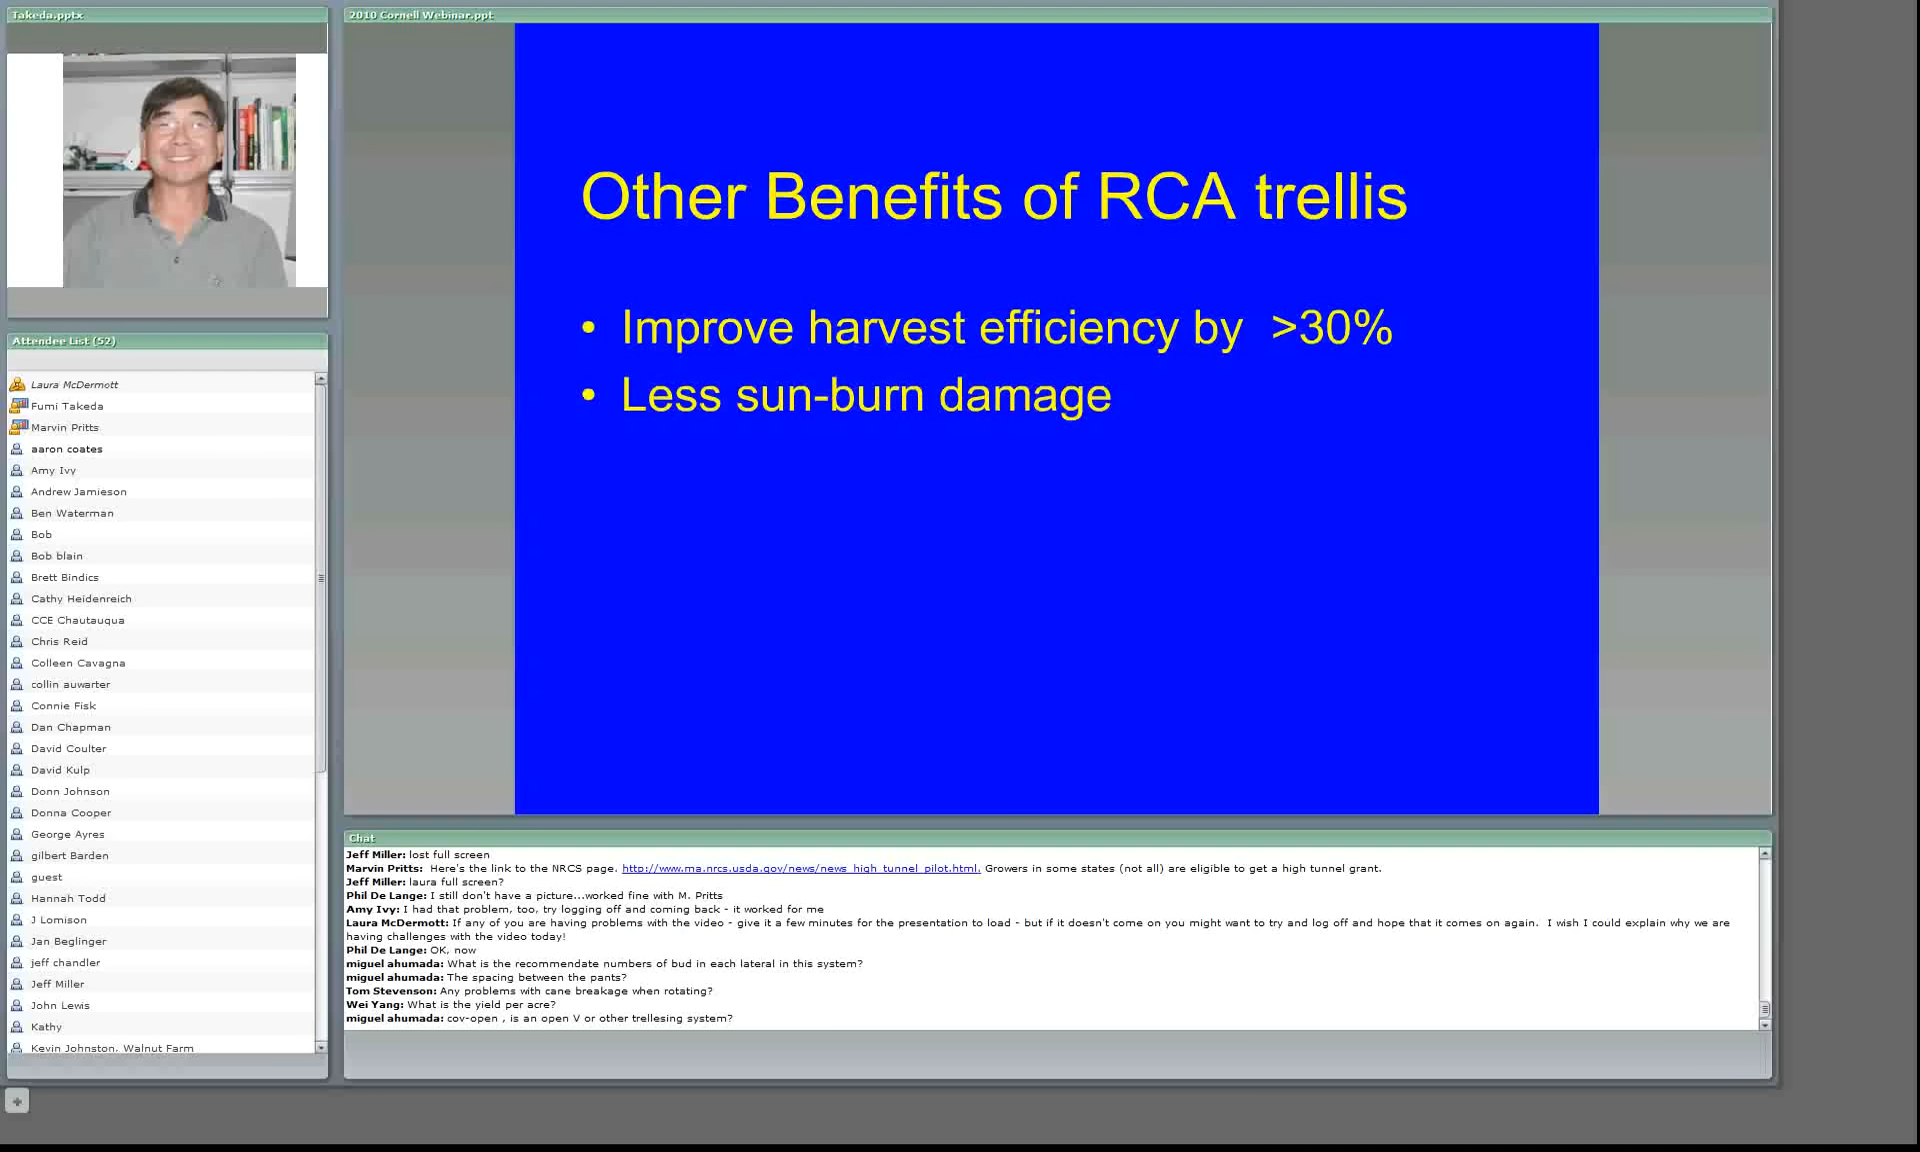 Takeda.pptx
Attendee List (52)
Laura McDermott
Fumi Takeda
Marvin Pritts
aaron coates
Amy Ivy
Andrew Jamieson
Ben Waterman
Bob
Bob blain
Brett Bindics
Cathy Heidenreich
CCE Chautauqua
Chris Reid
Colleen Cavagna
collin auwarter
Connie Fisk
Dan Chapman
David Coulter
David Kulp
Donn Johnson
Donna Cooper
George Ayres
gilbert Barden
guest
Hannah Todd
J Lomison
Jan Beglinger
jeff chandler
Jeff Miller
John Lewis
Kathy
Kevin Johnston, Walnut Farm
2010 Cornell Webinar.ppt
Other Benefits of RCA trellis
• Improve harvest efficiency by >30%
• Less sun-burn damage
Chat
Jeff Miller: lost full screen
Marvin Pritts: Here's the link to the NRCS page. http://www.ma.nrcs.usda.gov/news/news_high_tunnel_pilot.html. Growers in some states (not all) are eligible to get a high tunnel grant.
Jeff Miller: laura full screen?
Phil De Lange: I still don't have a picture...worked fine with M. Pritts
Amy Ivy: I had that problem, too, try logging off and coming back - it worked for me
Laura McDermott: If any of you are having problems with the video - give it a few minutes for the presentation to load - but if it doesn't come on you might want to try and log off and hope that it comes on again. I wish I could explain why we are
having challenges with the video today!
Phil De Lange: OK, now
miguel ahumada: What is the recommendate numbers of bud in each lateral in this system?
miguel ahumada: The spacing between the pants?
Tom Stevenson: Any problems with cane breakage when rotating?
Wei Yang: What is the yield per acre?
miguel ahumada: cov-open , is an open V or other trellesing system?